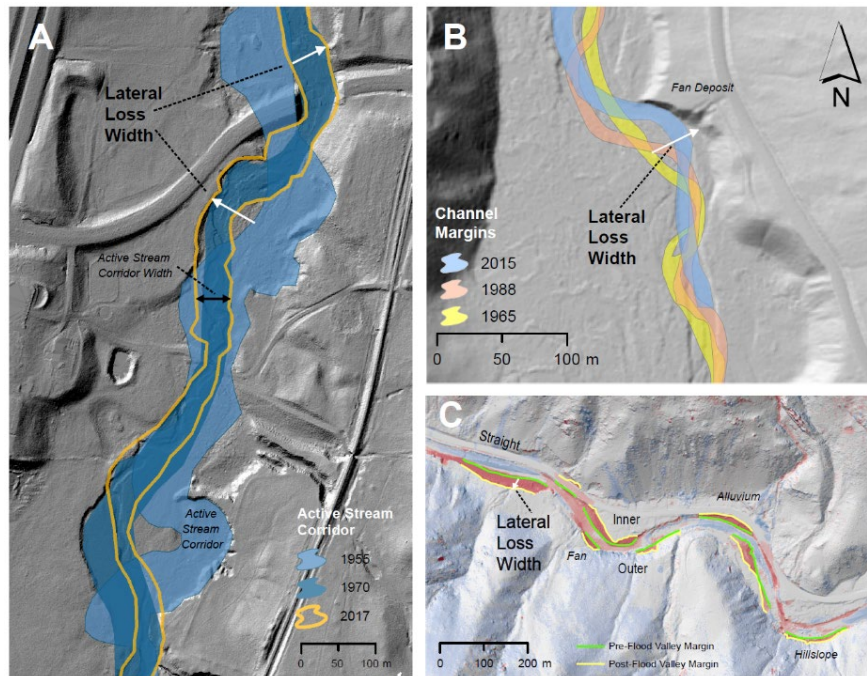 A
Lateral
Loss
Width
Active Stream
Corridor Width
Active
Stream
Corridor
Active Stream
Corridor
1955
1970
2017
0 50 100 m
B
Fan Deposit
N
Lateral
Loss
Width
Channel
Margins
2015
1988
1965
0 50 100 m
C
Straight
Lateral
Loss
Width
Inner
Alluvium
Fan
Outer
0 100 200 m
Pre-Flood Valley Margin
Post-Flood Valley Margin
Hillslope